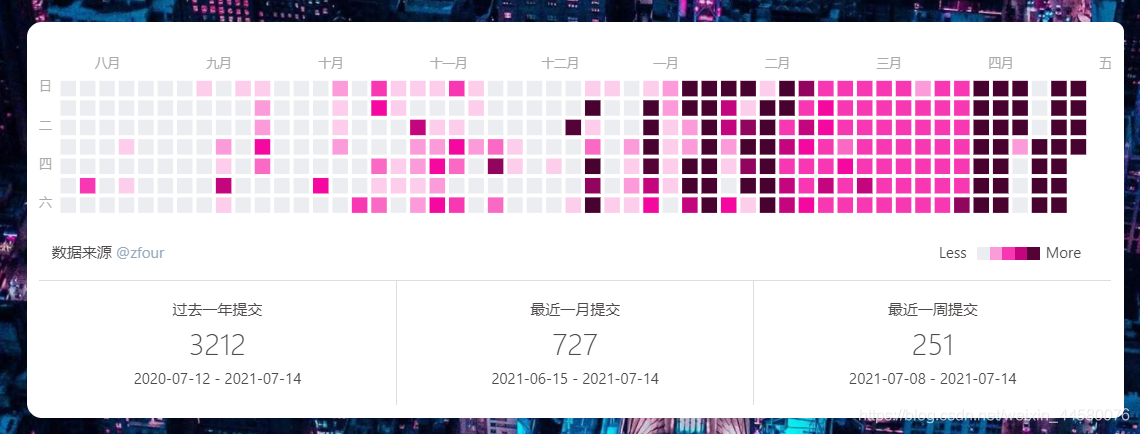 八月 九月 十月 十一月 十二月 一月 二月 三月 四月 五
日
二
四
六
数据来源 @zfour
Less More
过去一年提交 最近一月提交 最近一周提交
3212 727 251
2020-07-12 - 2021-07-14 2021-06-15 - 2021-07-14 2021-07-08 - 2021-07-14
https://blog.csdn.net/weixin_44580076